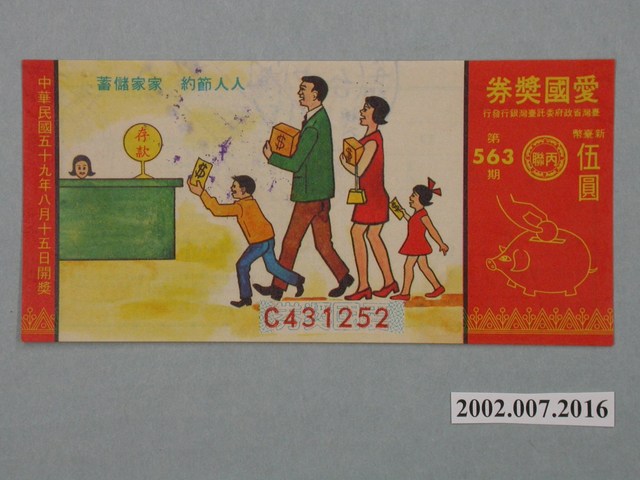 愛國獎券
臺灣省政府委託臺灣銀行發行
新臺幣
伍圓
丙聯
第
563
期
人人節約 家家儲蓄
存款
$
$
$
$
C431252
中華民國五十九年八月十五日開獎
2002.007.2016